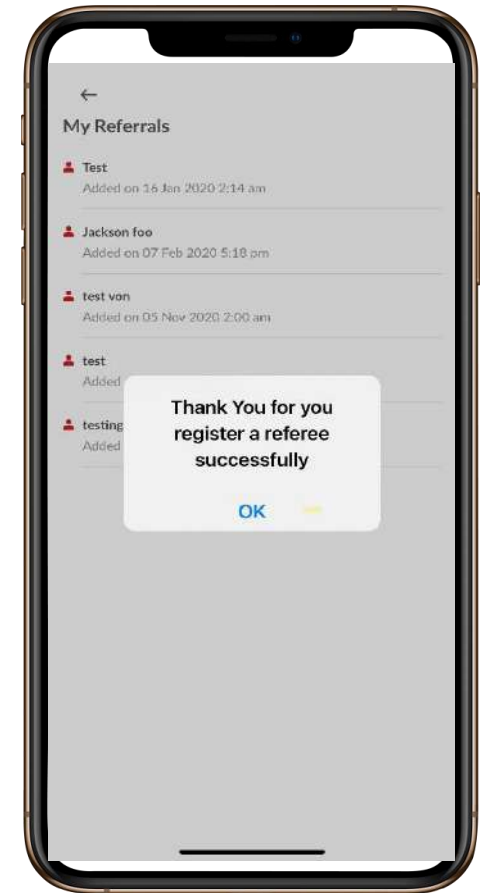 My Referrals
Test
Added on 16 Jan 2020 2:14 am
Jackson foo
Added on 07 Feb 2020 5:18 pm
test von
Added on 05 Nov 2020 2:00 am
test
Added
testing
Added
Thank You for you
register a referee
successfully
OK